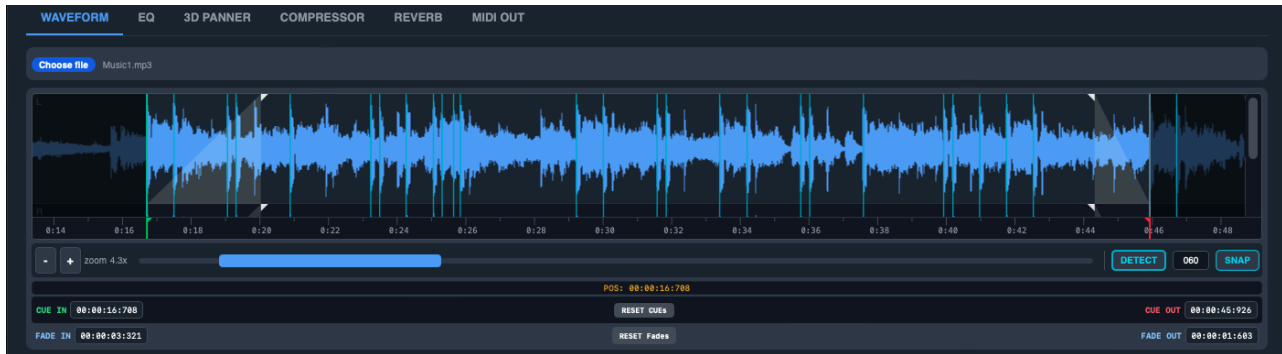 WAVEFORM EQ 3D PANNER COMPRESSOR REVERB MIDI OUT
Choose file Music1.mp3
L
R
0:14 0:16 0:18 0:20 0:22 0:24 0:26 0:28 0:30 0:32 0:34 0:36 0:38 0:40 0:42 0:44 0:46 0:48
- + zoom 4.3x DETECT 060 SNAP
POS: 00:00:16:708
CUE IN 00:00:16:708 RESET CUEs CUE OUT 00:00:45:926
FADE IN 00:00:03:321 RESET Fades FADE OUT 00:00:01:603